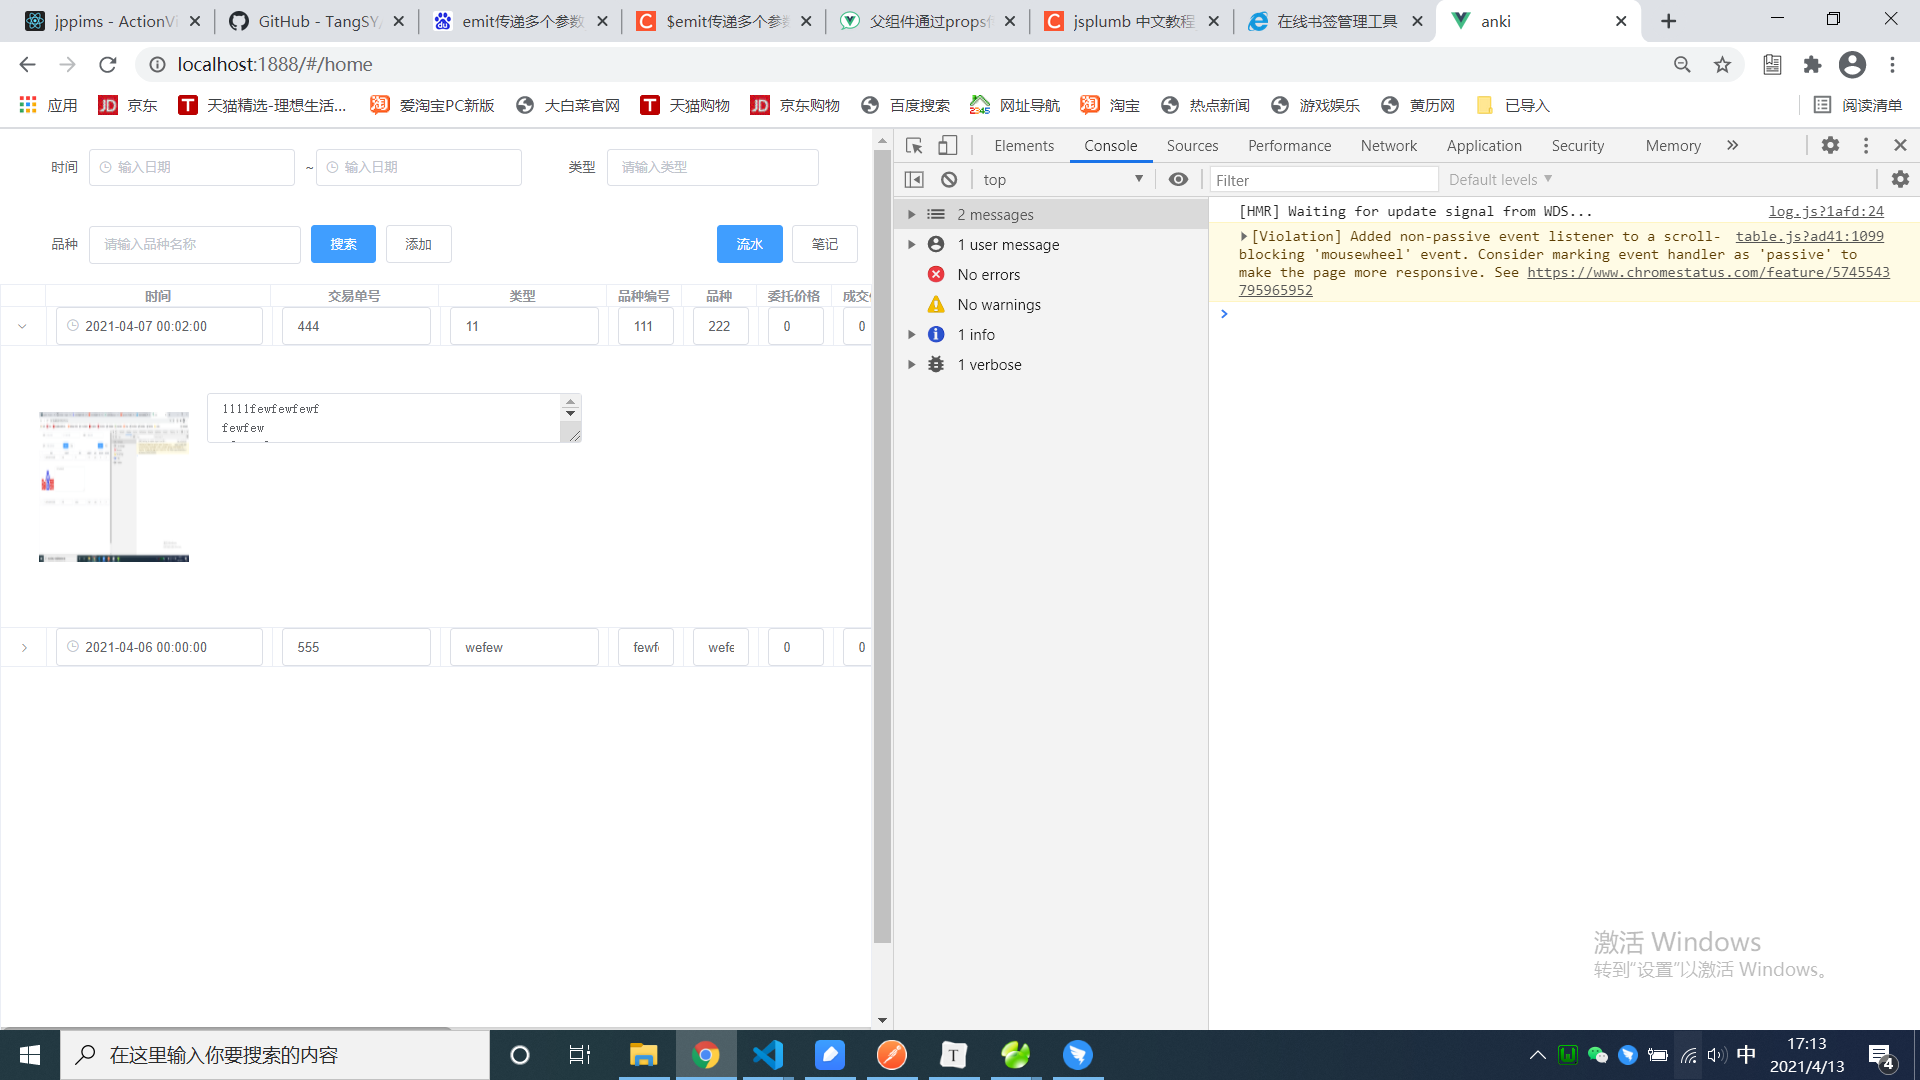 jppims - ActionVi
GitHub - TangSY/
emit传递多个参数
$emit传递多个参数
父组件通过props
jsplumb 中文教程
在线书签管理工具
anki
localhost:1888/#/home
应用
京东
天猫精选-理想生活...
爱淘宝PC新版
大白菜官网
天猫购物
京东购物
百度搜索
网址导航
淘宝
热点新闻
游戏娱乐
黄历网
已导入
阅读清单
时间
输入日期
~
输入日期
类型
请输入类型
品种
请输入品种名称
搜索
添加
流水
笔记
时间
交易单号
类型
品种编号
品种
委托价格
成交
2021-04-07 00:02:00
444
11
111
222
0
0
1111fewfewfewf
fewfew
2021-04-06 00:00:00
555
wefew
fewf
wefe
0
0
Elements
Console
Sources
Performance
Network
Application
Security
Memory
»
top
Filter
Default levels
2 messages
1 user message
No errors
No warnings
1 info
1 verbose
[HMR] Waiting for update signal from WDS...
log.js?1afd:24
[Violation] Added non-passive event listener to a scroll-
table.js?ad41:1099
blocking 'mousewheel' event. Consider marking event handler as 'passive' to
make the page more responsive. See https://www.chromestatus.com/feature/5745543
795965952
激活 Windows
转到“设置”以激活 Windows。
在这里输入你要搜索的内容
中
17:13
2021/4/13
4